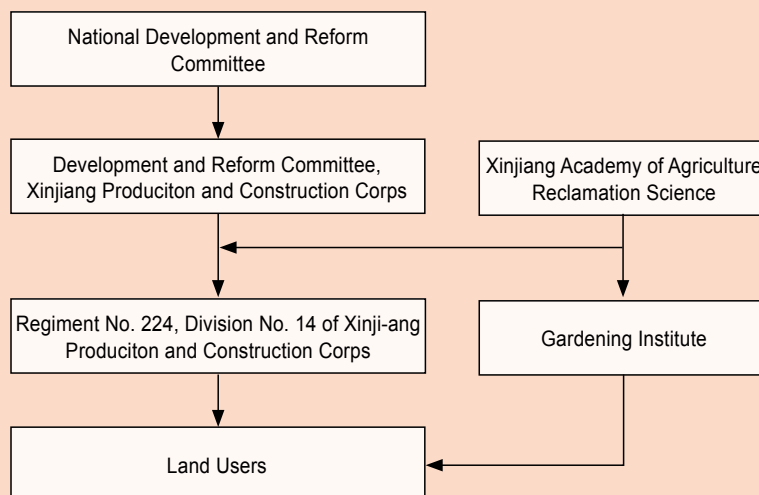 National Development and Reform
Committee
Development and Reform Committee,
Xinjiang Produciton and Construction Corps
Xinjiang Academy of Agriculture
Reclamation Science
Regiment No. 224, Division No. 14 of Xinji-ang
Produciton and Construction Corps
Gardening Institute
Land Users